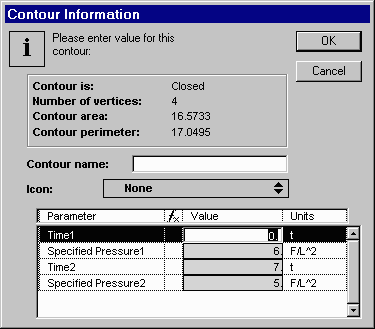 Contour Information
Please enter value for this
contour:
OK
Cancel
Contour is: Closed
Number of vertices: 4
Contour area: 16.5733
Contour perimeter: 17.0495
Contour name:
Icon: None
Parameter fx Value Units
Time1 0. t
Specified Pressure1 6. F/L^2
Time2 7. t
Specified Pressure2 5. F/L^2